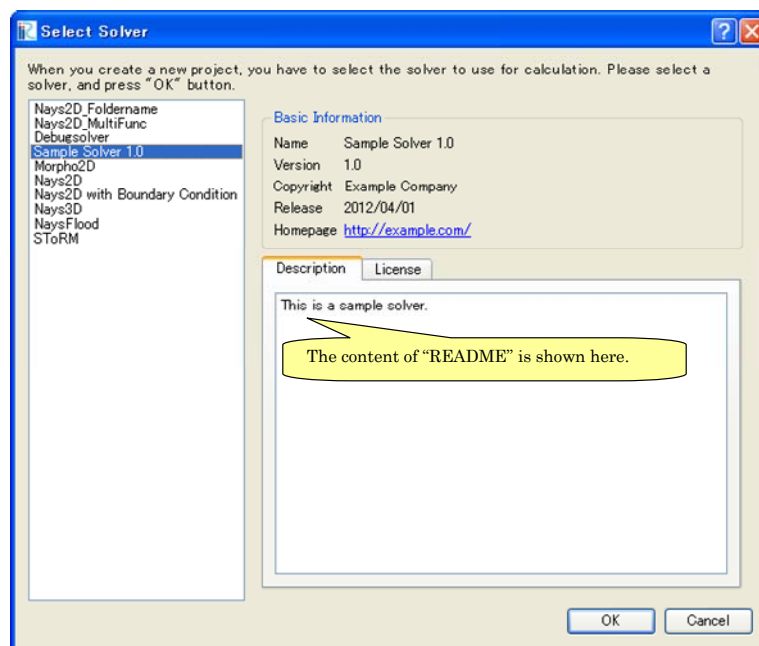 Select Solver
When you create a new project, you have to select the solver to use for calculation. Please select a
solver, and press "OK" button.
Nays2D_Foldername
Nays2D_MultiFunc
Debugsolver
Sample Solver 1.0
Morpho2D
Nays2D
Nays2D with Boundary Condition
Nays3D
NaysFlood
SToRM
Basic Information
Name Sample Solver 1.0
Version 1.0
Copyright Example Company
Release 2012/04/01
Homepage http://example.com/
Description License
This is a sample solver.
The content of “README” is shown here.
OK Cancel